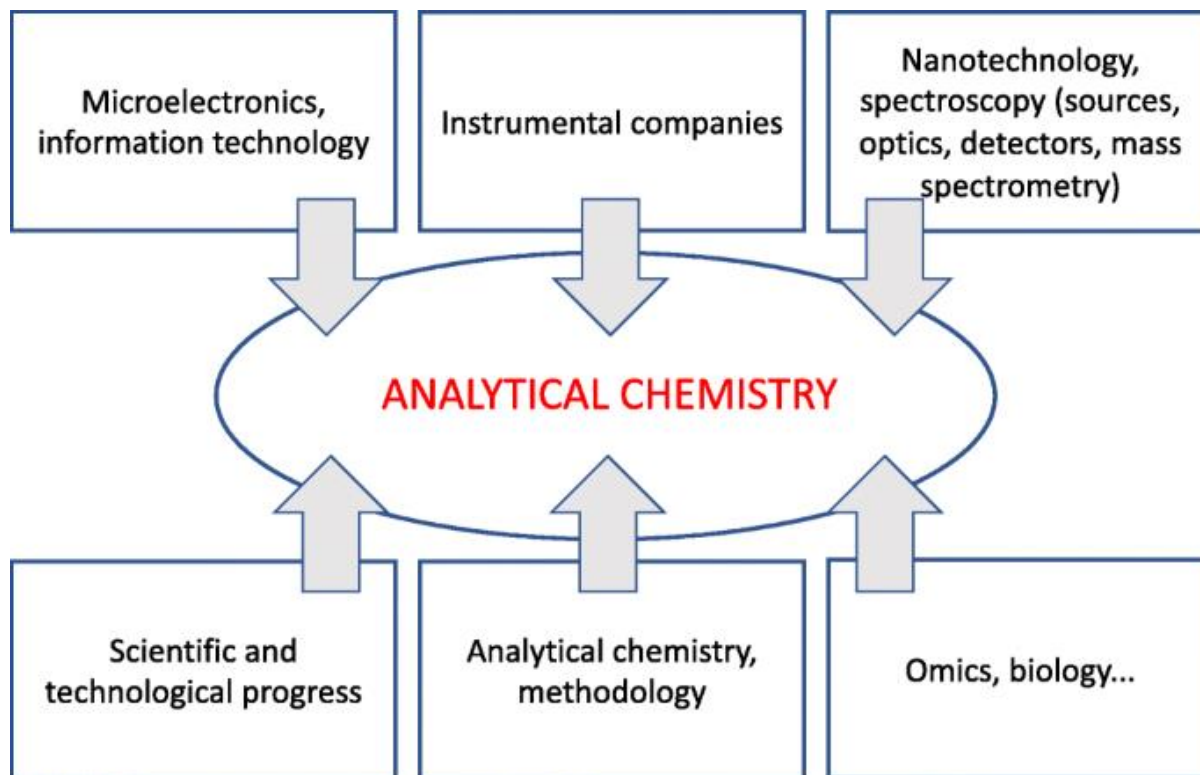 Microelectronics,
information technology
Instrumental companies
Nanotechnology,
spectroscopy (sources,
optics, detectors, mass
spectrometry)
ANALYTICAL CHEMISTRY
Scientific and
technological progress
Analytical chemistry,
methodology
Omics, biology...